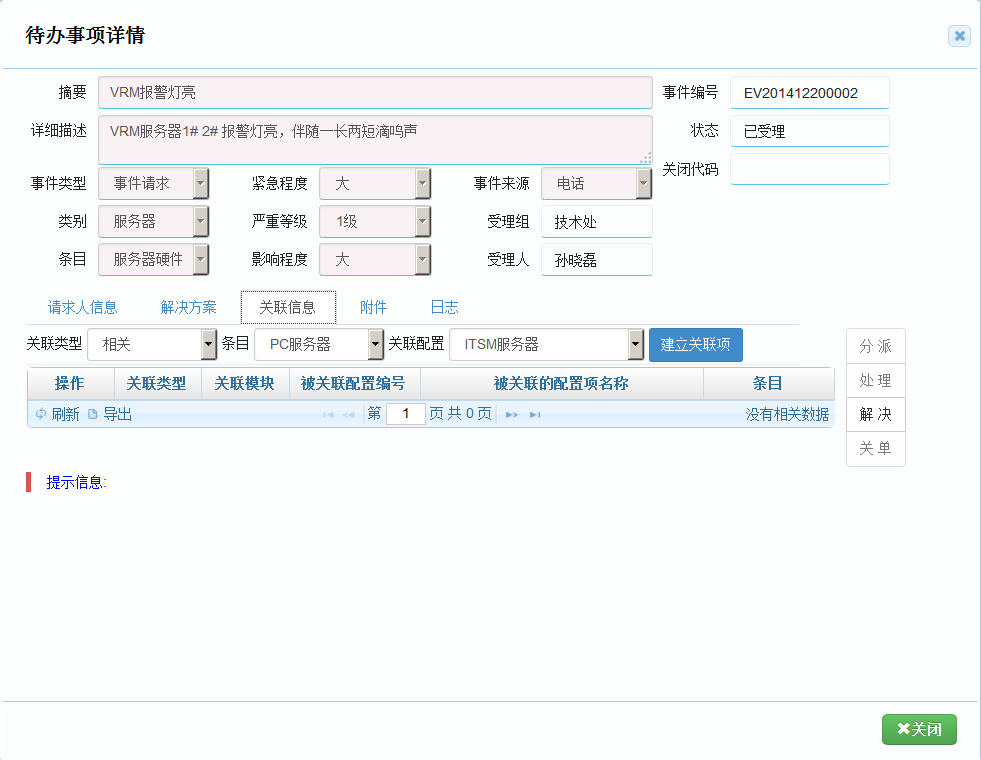 待办事项详情
摘要 VRM报警灯亮 事件编号 EV201412200002
详细描述 VRM服务器1# 2# 报警灯亮，伴随一长两短滴呜声 状态 已受理
关闭代码
事件类型 事件请求 紧急程度 大 事件来源 电话
类别 服务器 严重等级 1级 受理组 技术处
条目 服务器硬件 影响程度 大 受理人 孙晓磊
请求人信息 解决方案 关联信息 附件 日志
关联类型 相关 条目 PC服务器 关联配置 ITSM服务器 建立关联项
分派
处理
解决
关单
操作 关联类型 关联模块 被关联配置编号 被关联的配置项名称 条目
刷新 导出 第 1 页 共 0 页 没有相关数据
提示信息:
关闭